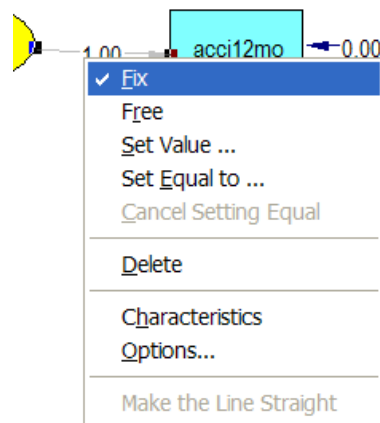 1.00 acci12mo 0.00
Fix
Free
Set Value ...
Set Equal to ...
Cancel Setting Equal
Delete
Characteristics
Options...
Make the Line Straight